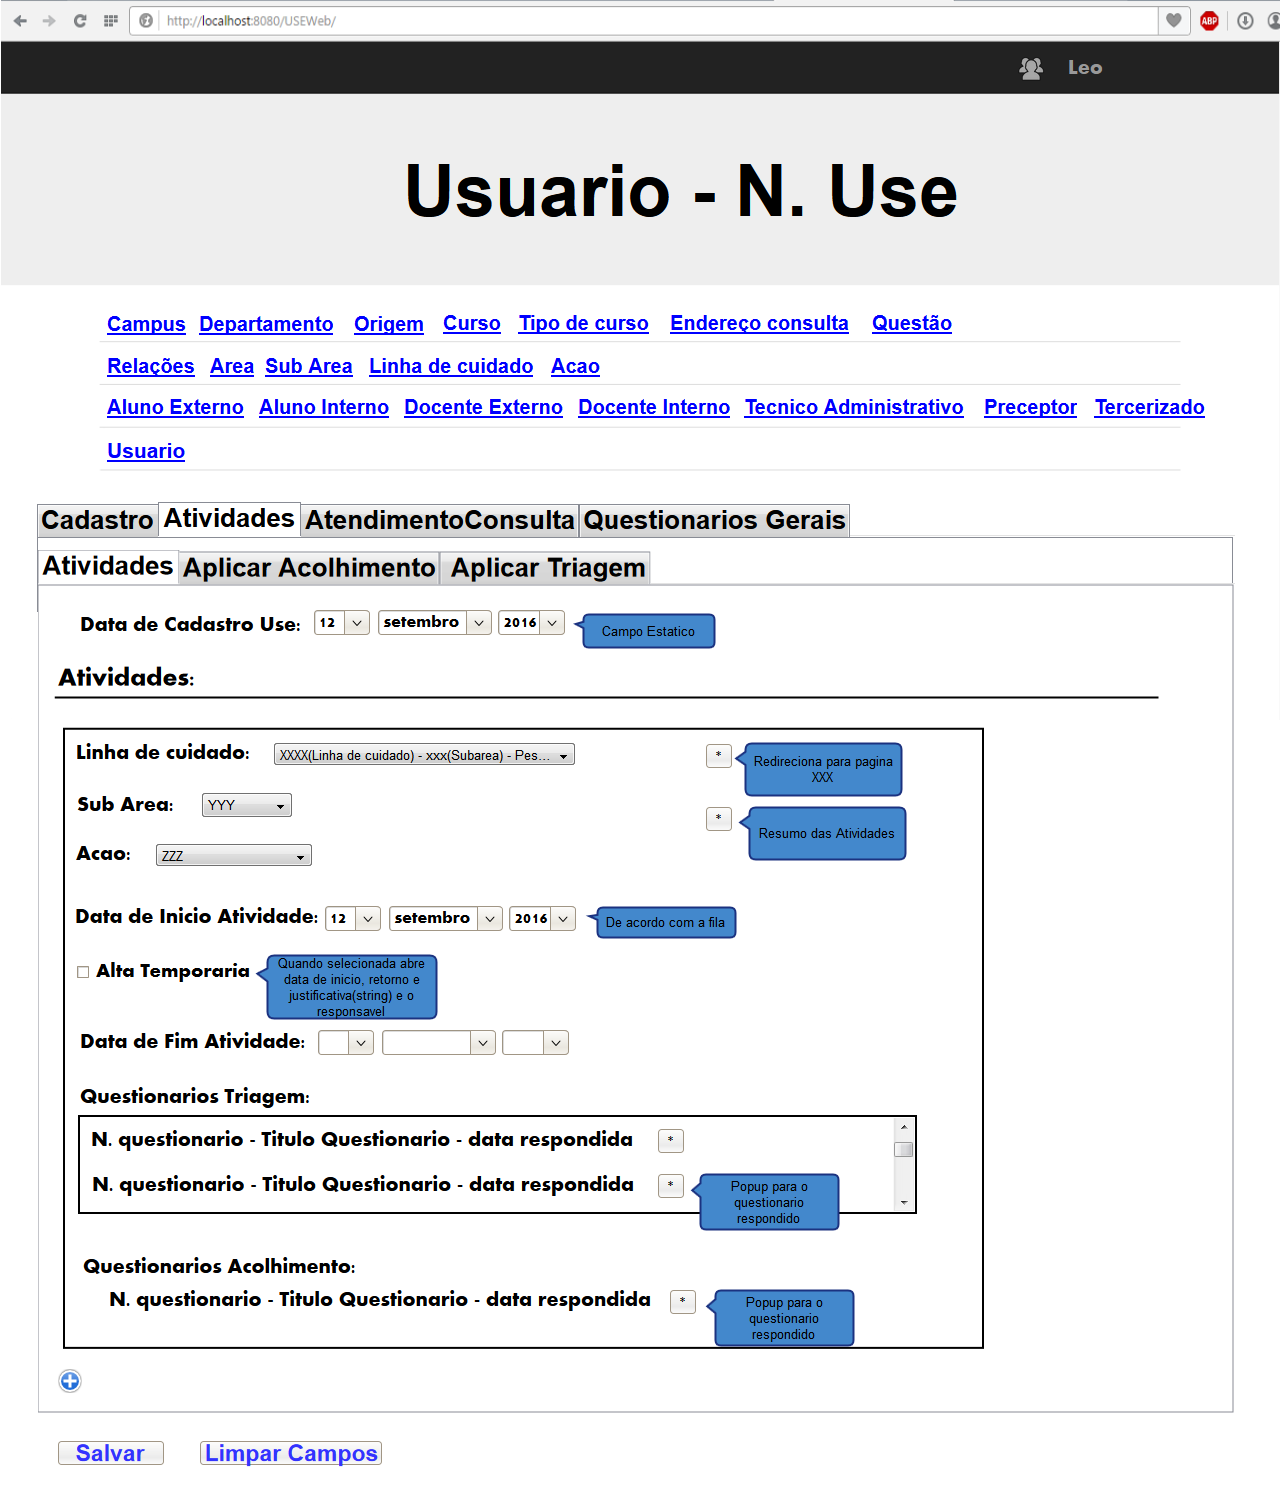 http://localhost:8080/USEWeb/
ABP
Leo
Usuario - N. Use
Campus Departamento Origem Curso Tipo de curso Endereço consulta Questão
Relações Area Sub Area Linha de cuidado Acao
Aluno Externo Aluno Interno Docente Externo Docente Interno Tecnico Administrativo Preceptor Tercerizado
Usuario
Cadastro Atividades AtendimentoConsulta Questionarios Gerais
Atividades Aplicar Acolhimento Aplicar Triagem
Data de Cadastro Use: 12 setembro 2016 Campo Estatico
Atividades:
Linha de cuidado: XXXX(Linha de cuidado) - xxx(Subarea) - Pes... * Redireciona para pagina
XXX
Sub Area: YYY * Resumo das Atividades
Acao: ZZZ
Data de Inicio Atividade: 12 setembro 2016 De acordo com a fila
Alta Temporaria Quando selecionada abre
data de inicio, retorno e
justificativa(string) e o
responsavel
Data de Fim Atividade:
Questionarios Triagem:
N. questionario - Titulo Questionario - data respondida *
N. questionario - Titulo Questionario - data respondida * Popup para o
questionario
respondido
Questionarios Acolhimento:
N. questionario - Titulo Questionario - data respondida * Popup para o
questionario
respondido
Salvar Limpar Campos